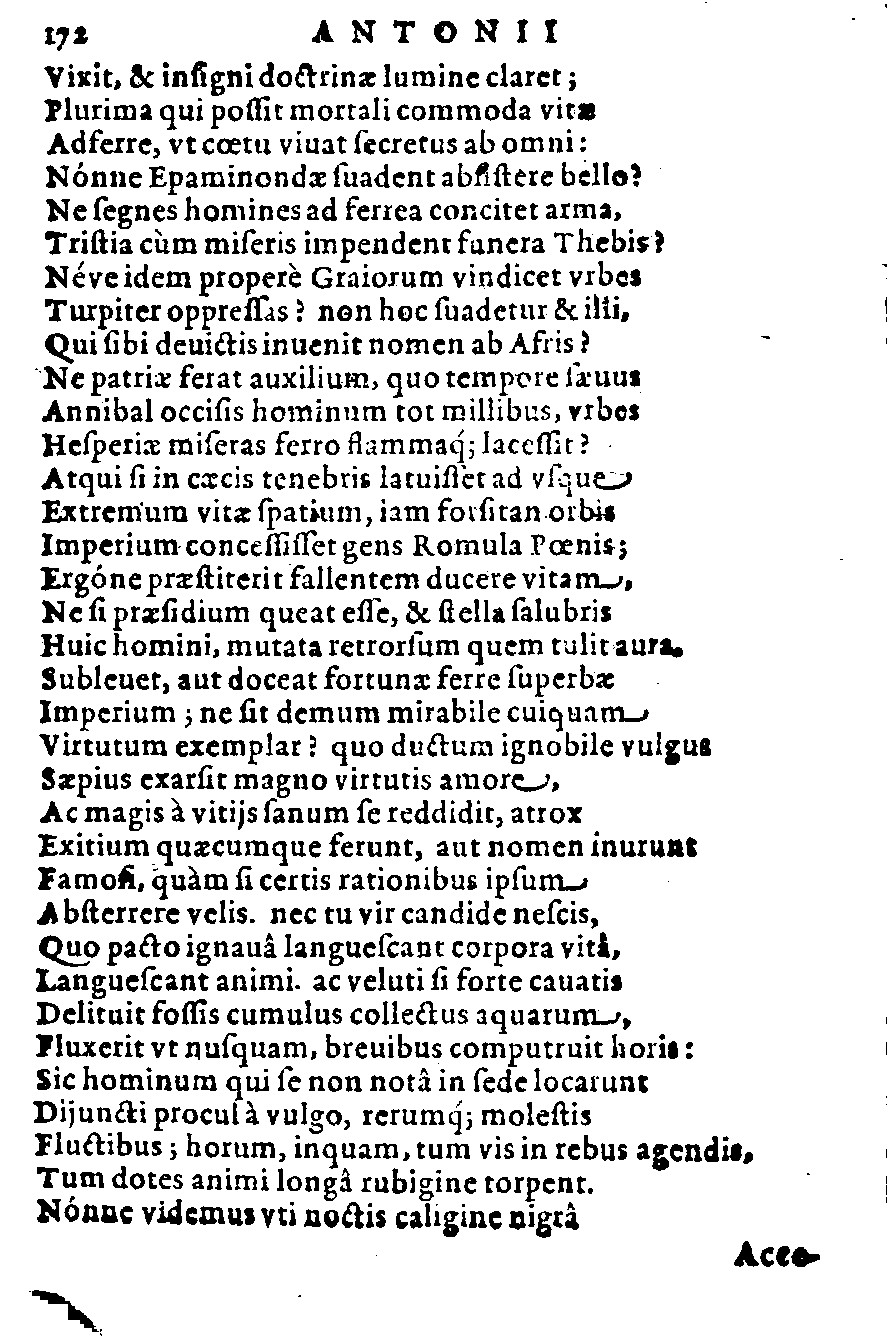 172 ANTONII
Vixit, & inſigni doctrinæ lumine claret;
Plurima qui poſſit mortali commoda vitæ
Adferre, vt cœtu viuat ſecretus ab omni:
Nónne Epaminondæ ſuadent abſiſtere bello?
Ne ſegnes homines ad ferrea concitet arma,
Triſtia cùm miſeris impendent funera Thebis?
Néve idem properè Graiorum vindicet vrbes
Turpiter oppreſſas? non hoc ſuadetur & illi,
Qui ſibi deuictis inuenit nomen ab Afris?
Ne patriæ ferat auxilium, quo tempore ſæuus
Annibal occiſis hominum tot millibus, vrbes
Heſperiæ miſeras ferro flammaq́; laceſſit?
Atqui ſi in cæcis tenebris latuiſſet ad vſque
Extremum vitæ ſpatium, iam forſitan orbis
Imperium conceſſiſſet gens Romula Pœnis;
Ergóne præſtiterit fallentem ducere vitam,
Ne ſi præſidium queat eſſe, & ſtella ſalubris
Huic homini, mutata retrorſum quem tulit aura.
Subleuet, aut doceat fortunæ ferre ſuperbæ
Imperium; ne ſit demum mirabile cuiquam
Virtutum exemplar? quo ductum ignobile vulgus
Sæpius exarſit magno virtutis amore,
Ac magis à vitijs ſanum ſe reddidit, atrox
Exitium quæcumque ferunt, aut nomen inurunt
Famoſi, quàm ſi certis rationibus ipſum
Abſterrere velis. nec tu vir candide neſcis,
Quo pacto ignauâ langueſcant corpora vitâ,
Langueſcant animi. ac veluti ſi forte cauatis
Delituit foſſis cumulus collectus aquarum,
Fluxerit vt nuſquam, breuibus computruit horis:
Sic hominum qui ſe non notâ in ſede locarunt
Dijuncti procul à vulgo, rerumq́; moleſtis
Fluctibus; horum, inquam, tum vis in rebus agendis,
Tum dotes animi longâ rubigine torpent.
Nónne videmus vti noctis caligine nigrâ
Acce-